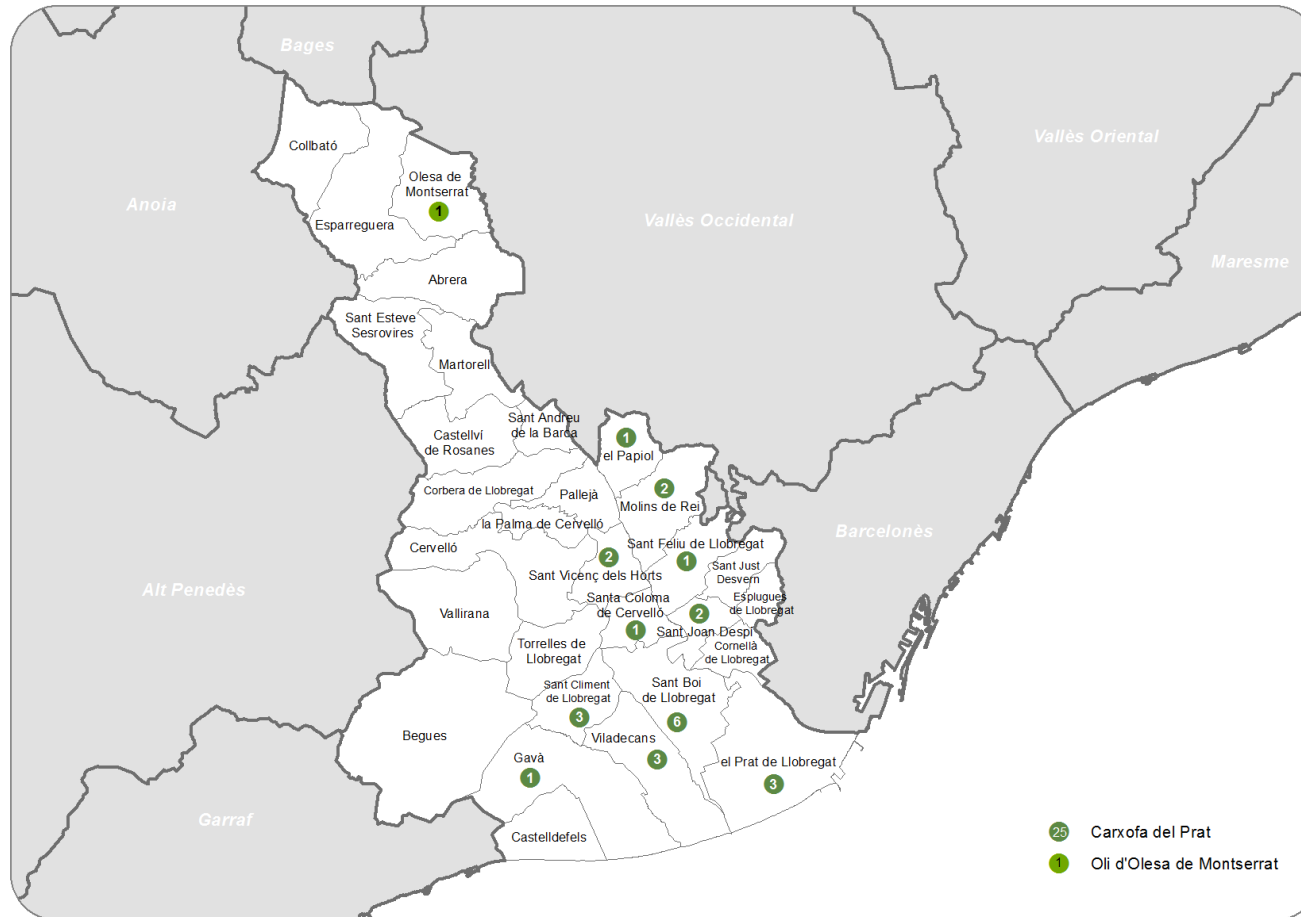 Bages
Vallès Oriental
Collbató
Olesa de
Montserrat
1
Anoia
Vallès Occidental
Esparreguera
Maresme
Abrera
Sant Esteve
Sesrovires
Martorell
Sant Andreu
de la Barca
Castellví
de Rosanes
1
el Papiol
Corbera de Llobregat
Pallejà
2
Molins de Rei
la Palma de Cervelló
Barcelonès
Cervelló
Sant Feliu de Llobregat
2
1
Sant Vicenç dels Horts
Sant Just
Desvern
Alt Penedès
Vallirana
Santa Coloma
de Cervelló
1
Esplugues
de Llobregat
2
Sant Joan Despí
Cornellà
de Llobregat
Torrelles de
Llobregat
Sant Climent
de Llobregat
3
Sant Boi
de Llobregat
6
Begues
Viladecans
3
Gavà
1
el Prat de Llobregat
3
Garraf
Castelldefels
25 Carxofa del Prat
1 Oli d'Olesa de Montserrat